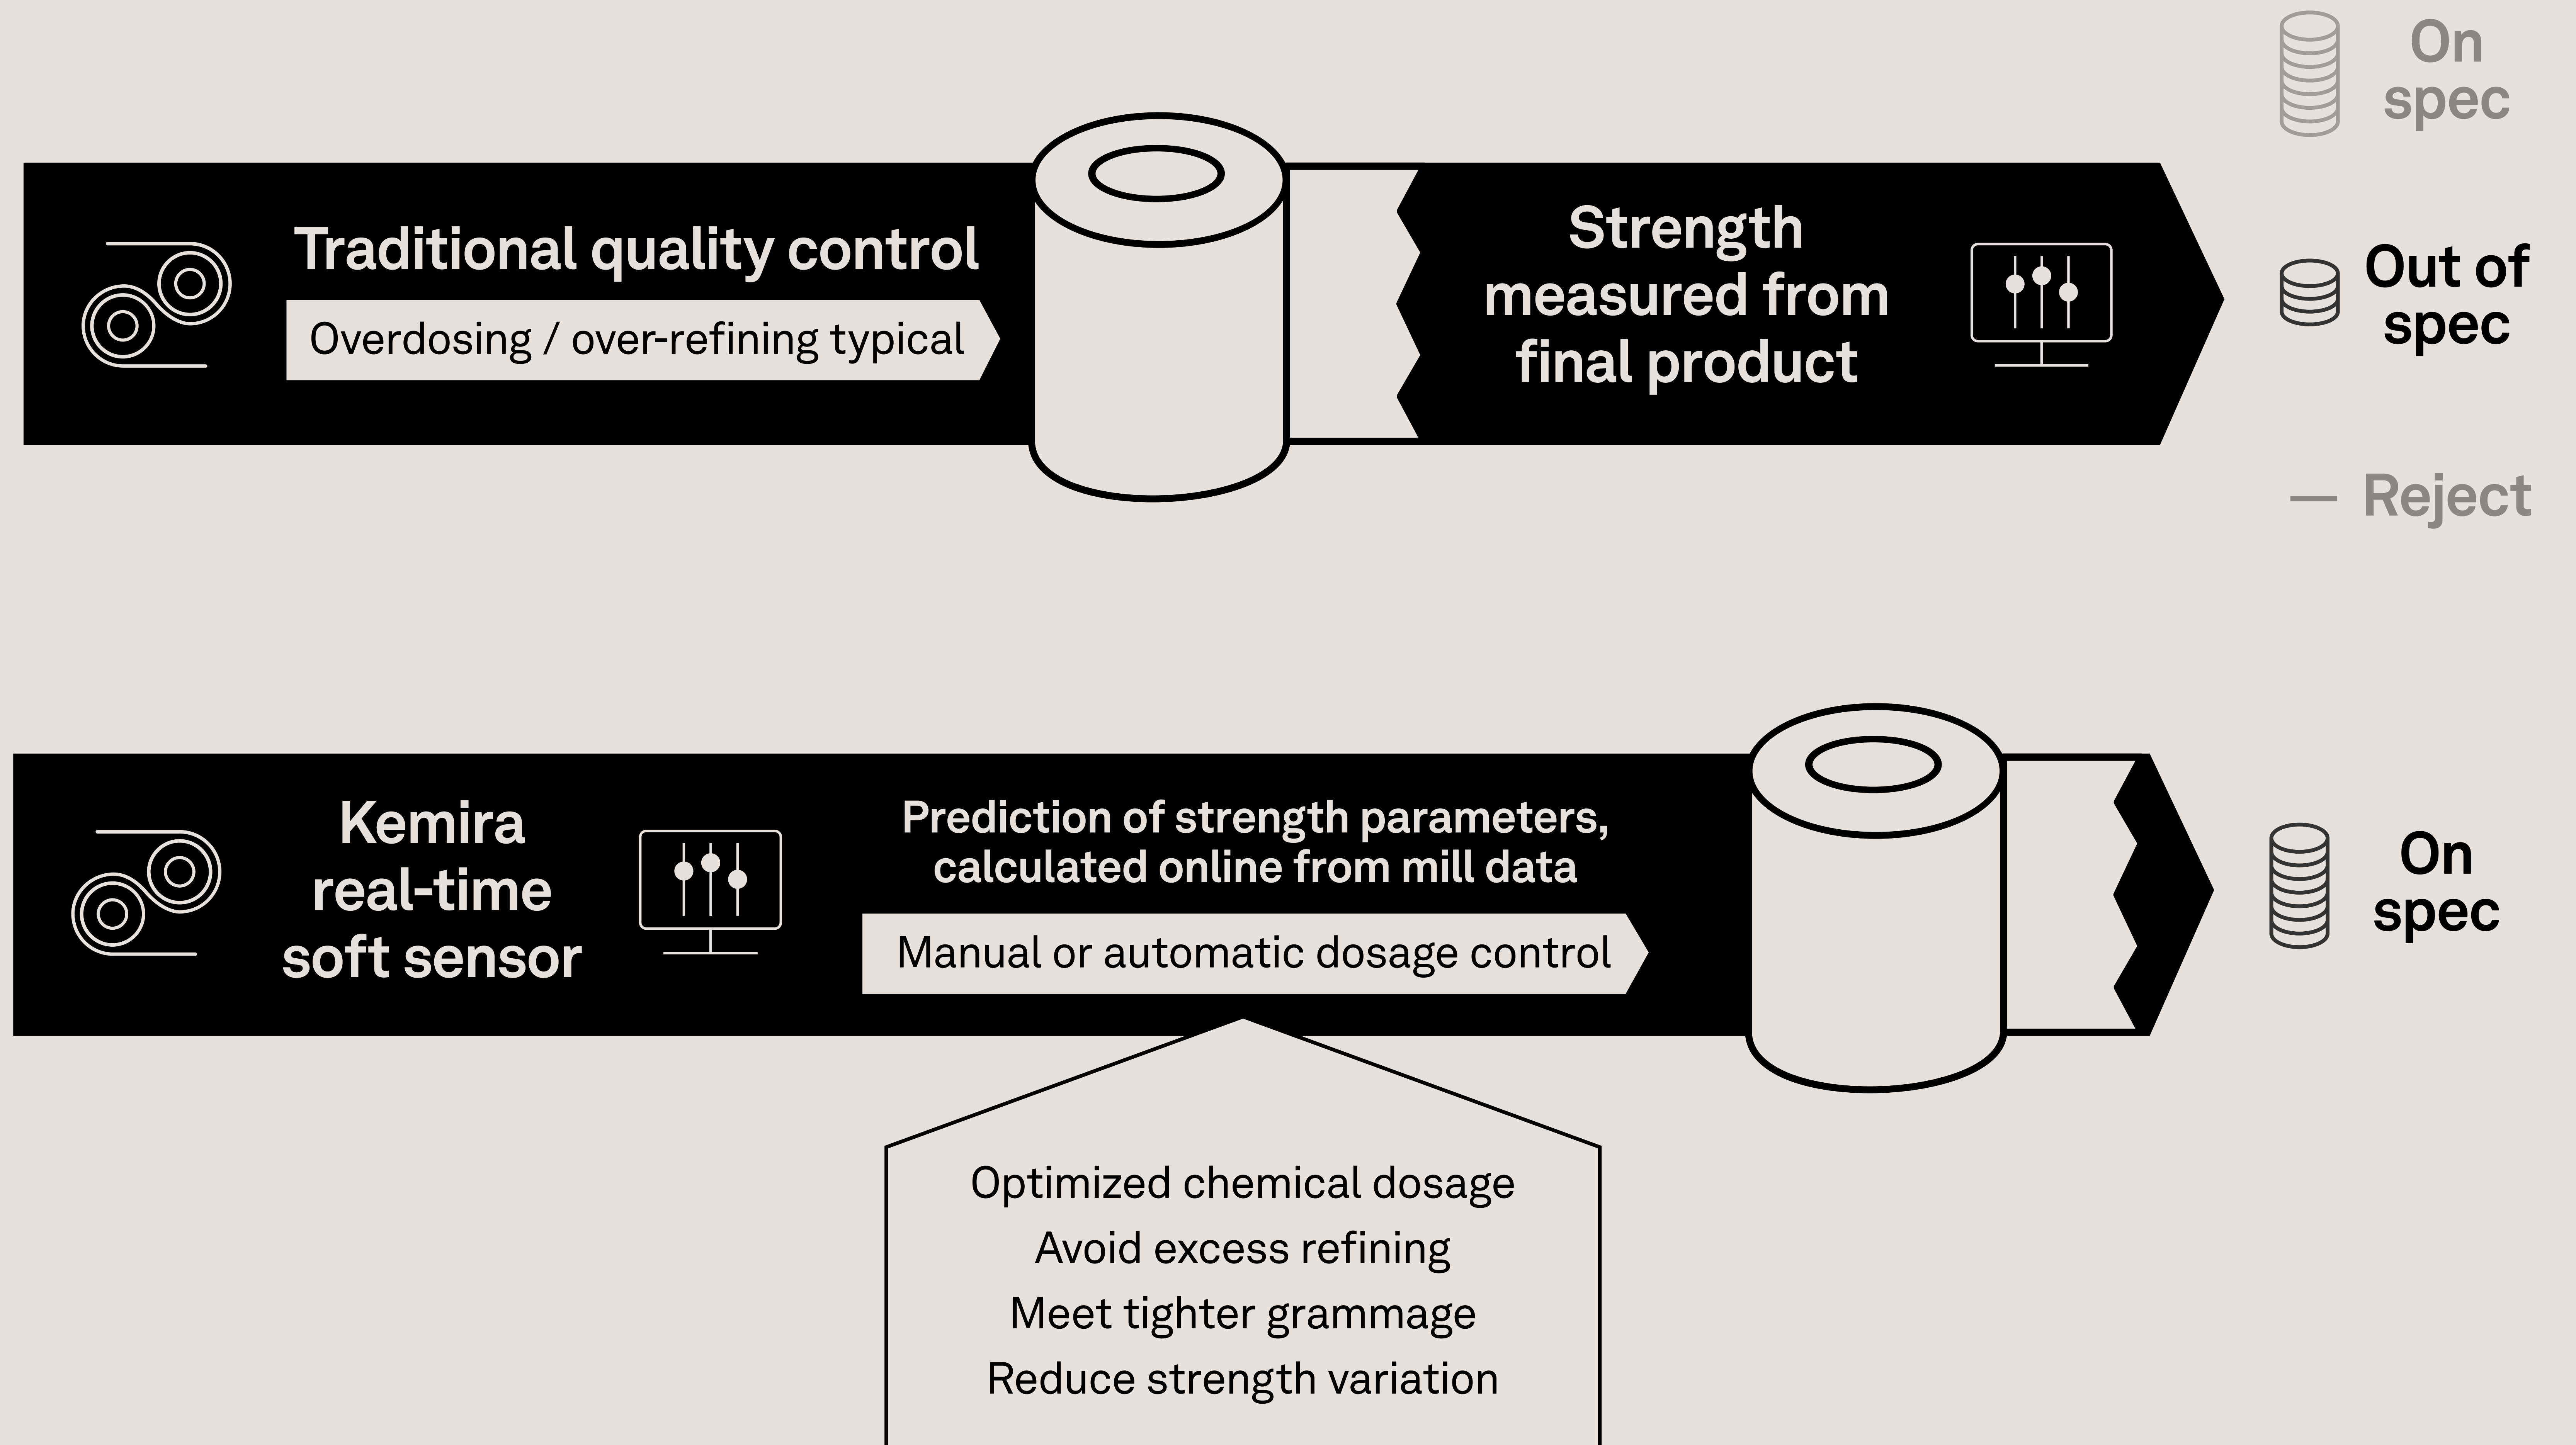 On
spec
Traditional quality control
Overdosing / over-refining typical
Strength
measured from
final product
Out of
spec
Reject
Kemira
real-time
soft sensor
Prediction of strength parameters,
calculated online from mill data
Manual or automatic dosage control
On
spec
Optimized chemical dosage
Avoid excess refining
Meet tighter grammage
Reduce strength variation